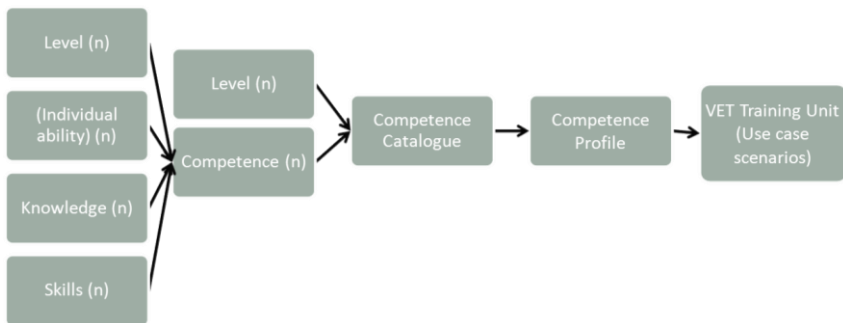 Level (n)
(Individual
ability) (n)
Knowledge (n)
Skills (n)
Level (n)
Competence (n)
Competence
Catalogue
Competence
Profile
VET Training Unit
(Use case
scenarios)